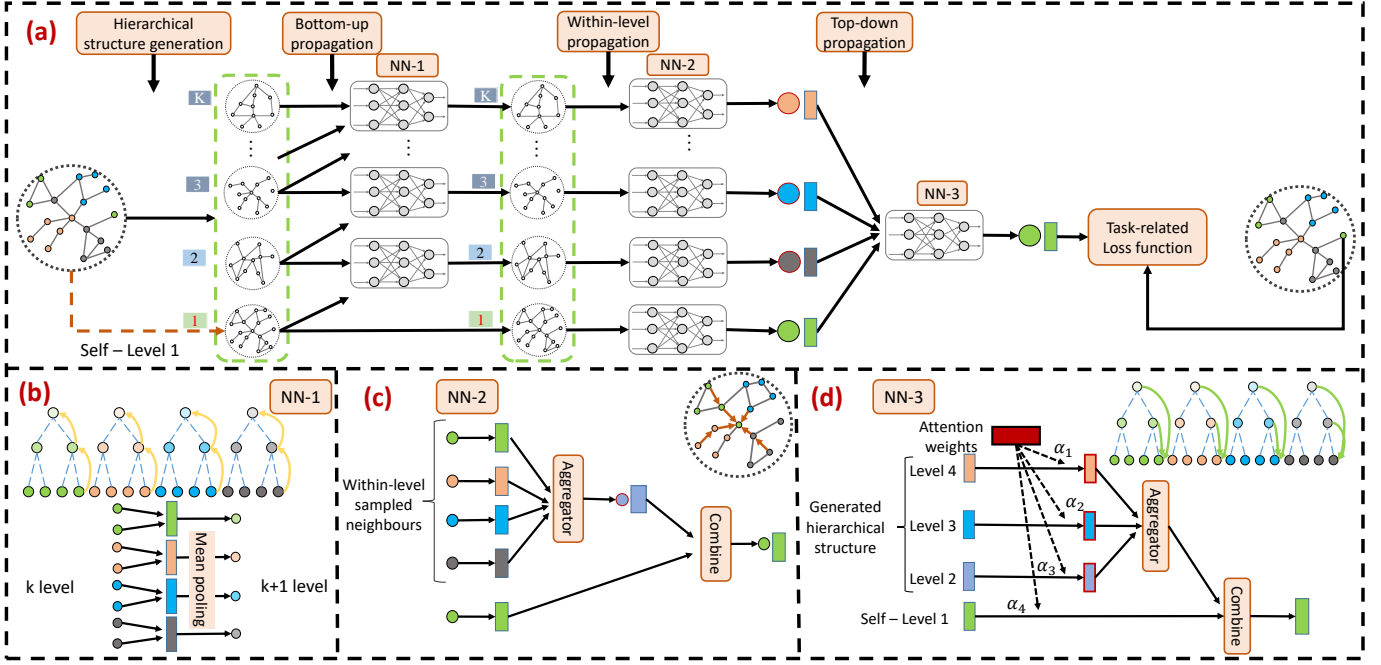 (a)
Hierarchical
structure generation
Bottom-up
propagation
Within-level
propagation
Top-down
propagation
NN-1
NN-2
K
K
3
3
NN-3
2
2
Task-related
Loss function
1
1
Self – Level 1
(b)
NN-1
k level
Mean pooling
k+1 level
(c)
NN-2
Within-level
sampled
neighbours
Aggregator
Combine
(d)
NN-3
Attention
weights
α1
Level 4
α2
Generated
hierarchical
structure
Level 3
α3
Level 2
α4
Self – Level 1
Aggregator
Combine